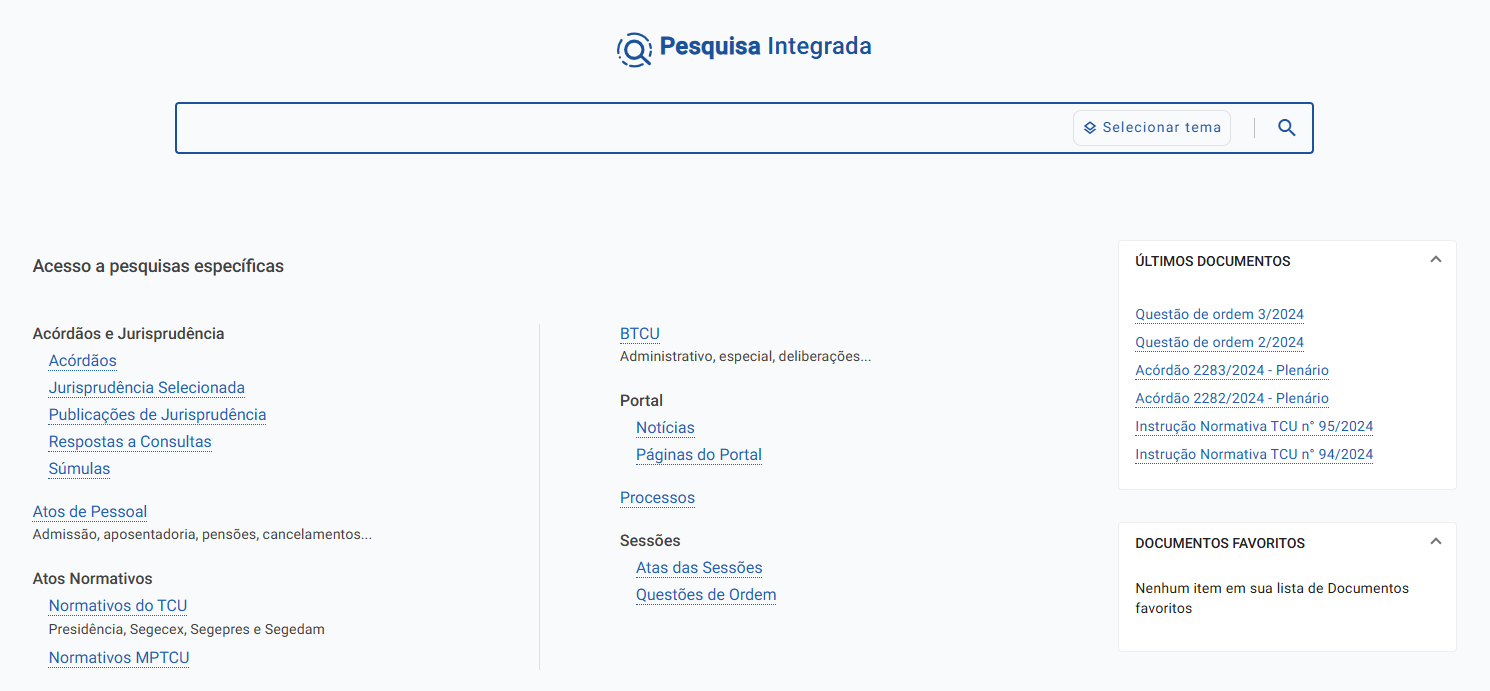 Pesquisa Integrada
Selecionar tema
Acesso a pesquisas específicas
Acórdãos e Jurisprudência
Acórdãos
Jurisprudência Selecionada
Publicações de Jurisprudência
Respostas a Consultas
Súmulas
Atos de Pessoal
Admissão, aposentadoria, pensões, cancelamentos...
Atos Normativos
Normativos do TCU
Presidência, Segecex, Segepres e Segedam
Normativos MPTCU
BTCU
Administrativo, especial, deliberações...
Portal
Notícias
Páginas do Portal
Processos
Sessões
Atas das Sessões
Questões de Ordem
ÚLTIMOS DOCUMENTOS
Questão de ordem 3/2024
Questão de ordem 2/2024
Acórdão 2283/2024 - Plenário
Acórdão 2282/2024 - Plenário
Instrução Normativa TCU n° 95/2024
Instrução Normativa TCU n° 94/2024
DOCUMENTOS FAVORITOS
Nenhum item em sua lista de Documentos
favoritos